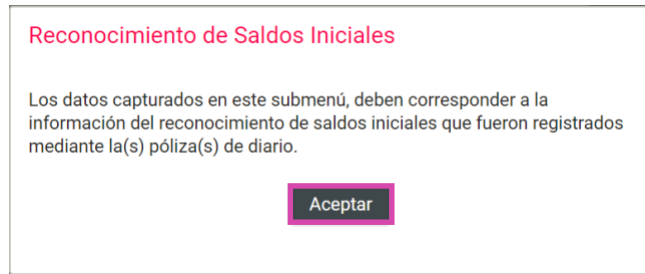 Reconocimiento de Saldos Iniciales
Los datos capturados en este submenú, deben corresponder a la
información del reconocimiento de saldos iniciales que fueron registrados
mediante la(s) póliza(s) de diario.
Aceptar